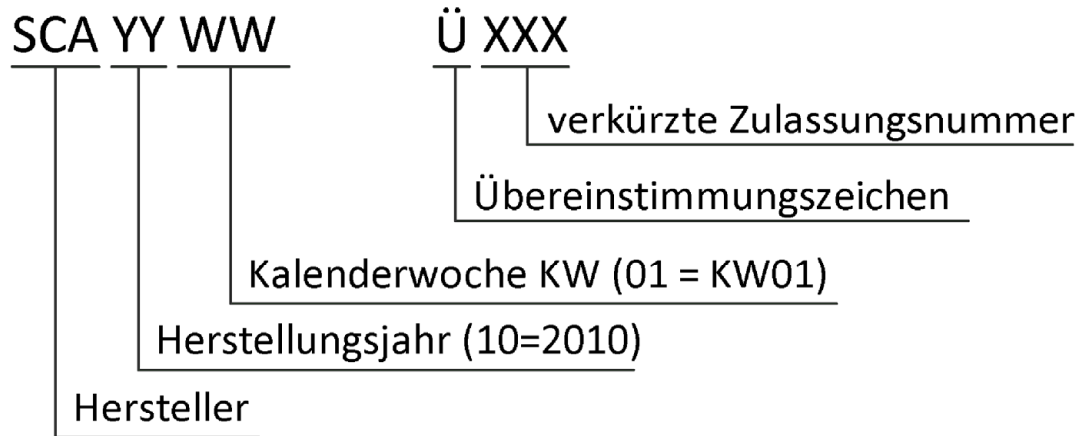 SCA YY WW Ü XXX
verkürzte Zulassungsnummer
Übereinstimmungszeichen
Kalenderwoche KW (01 = KW01)
Herstellungsjahr (10=2010)
Hersteller